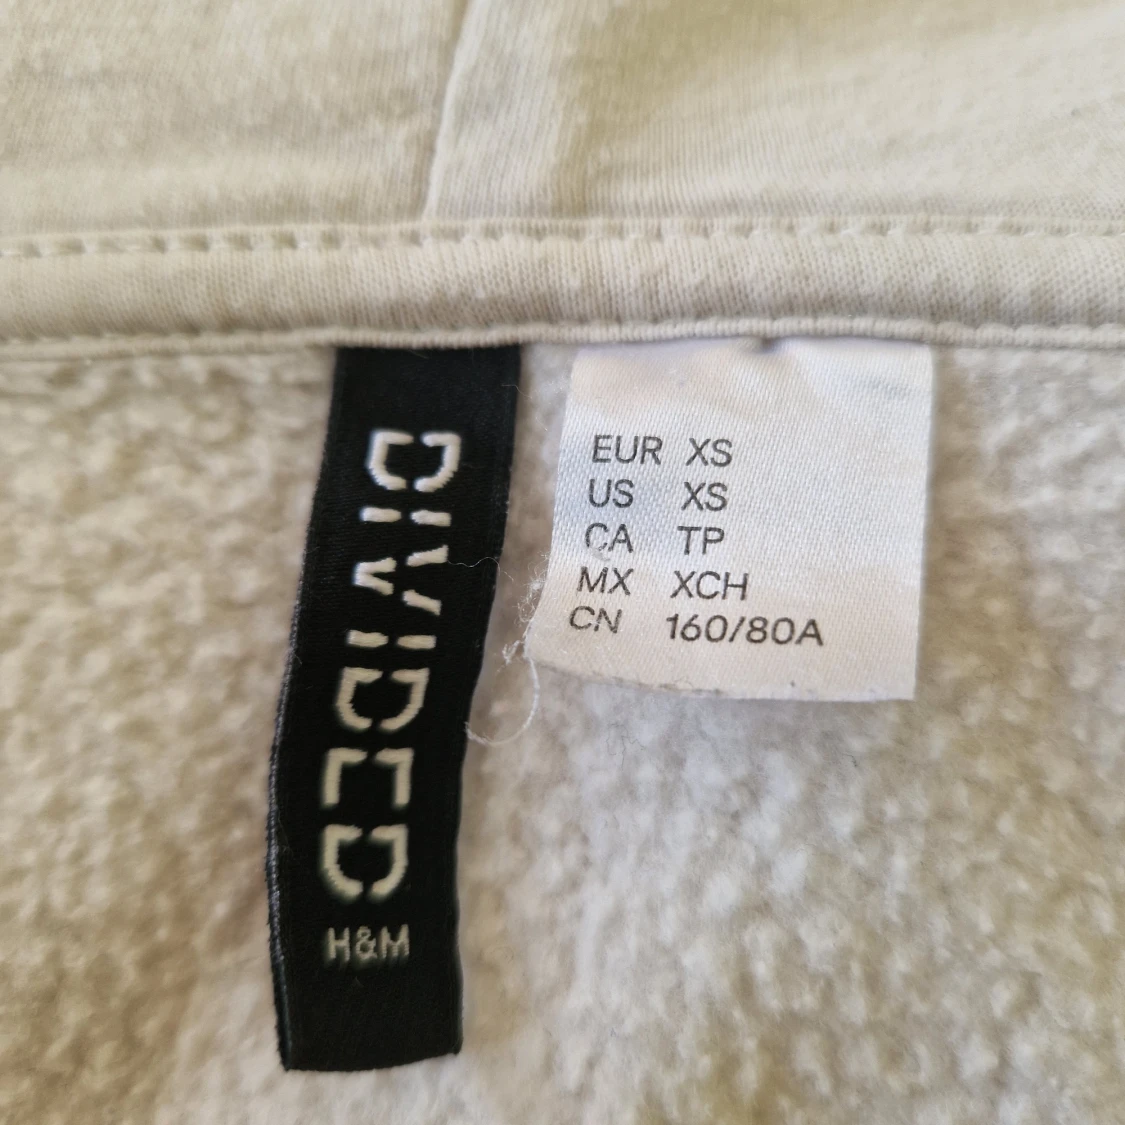 DIVIDED
H&M
EUR XS
US XS
CA TP
MX XCH
CN 160/80A